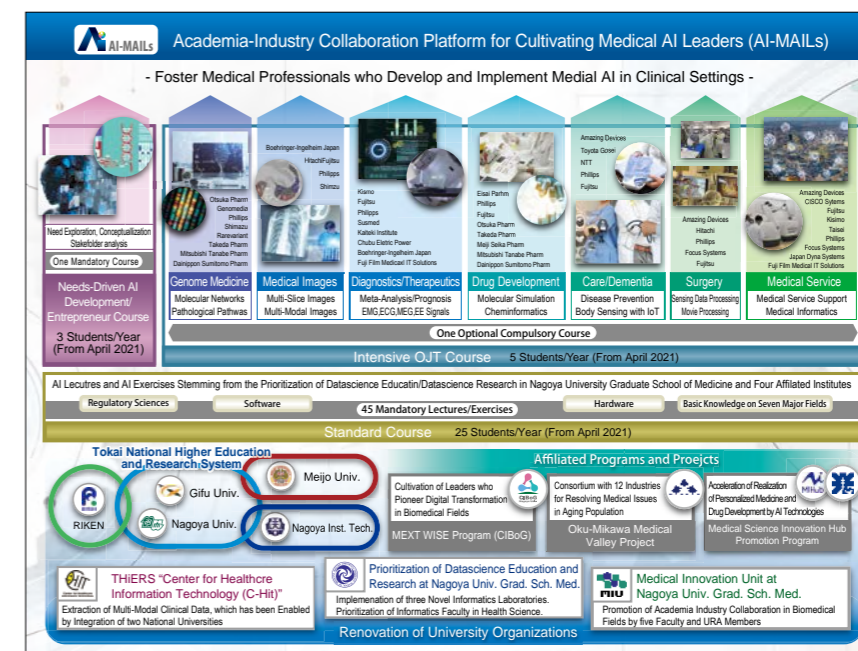 AI-MAILs
Academia-Industry Collaboration Platform for Cultivating Medical AI Leaders (AI-MAILs)
- Foster Medical Professionals who Develop and Implement Medial AI in Clinical Settings -
Need Exploration, Conceptuallization
Stakefolder analysis
One Mandatory Course
Needs-Driven AI
Development/
Entrepreneur Course
3 Students/Year
(From April 2021)
Otsuka Pharm
Genomedia
Philips
Shimazu
Rarevariant
Takeda Pharm
Mitsubishi Tanabe Pharm
Dainippon Sumitomo Pharm
Genome Medicine
Molecular Networks
Pathological Pathwas
Boehringer-Ingelheim Japan
HitachiFujitsu
Philipps
Shimzu
Medical Images
Multi-Slice Images
Multi-Modal Images
Kismo
Fujitsu
Philipps
Susmed
Kaiteki Institute
Chubu Eletric Power
Boehringer-Ingelheim Japan
Fuji Film Medicael IT Solutions
Diagnostics/Therapeutics
Meta-Analysis/Prognosis
EMG,ECG,MEG,EE Signals
Eisai Parhm
Phillips
Fujitsu
Otsuka Pharm
Takeda Pharm
Meiji Seika Pharm
Mitsubishi Tanabe Pharm
Dainippon Sumitomo Pharm
Drug Development
Molecular Simulation
Cheminformatics
Amazing Devices
Toyota Gosei
NTT
Phillips
Fujitsu
Care/Dementia
Disease Prevention
Body Sensing with IoT
Amazing Devices
Hitachi
Phillips
Focus Systems
Fujitsu
Surgery
Sensing Data Processing
Movie Processing
Amazing Devices
CISCO Sytems
Fujitsu
Kisimo
Taisei
Phillips
Focus Systems
Japan Dyna Systems
Fuji Film Medical IT Solutions
Medical Service
Medical Service Support
Medical Informatics
One Optional Compulsory Course
Intensive OJT Course 5 Students/Year (From April 2021)
AI Lecutres and AI Exercises Stemming from the Prioritization of Datascience Educatin/Datascience Research in Nagoya University Graduate School of Medicine and Four Affilated Institutes
Regulatory Sciences
Software
45 Mandatory Lectures/Exercises
Hardware
Basic Knowledge on Seven Major Fields
Standard Course 25 Students/Year (From April 2021)
Tokai National Higher Education
and Research System
RIKEN
Gifu Univ.
Nagoya Univ.
Meijo Univ.
Nagoya Inst. Tech.
Affiliated Programs and Proejcts
Cultivation of Leaders who
Pioneer Digital Transformation
in Biomedical Fields
MEXT WISE Program (CIBoG)
Consortium with 12 Industries
for Resolving Medical Issues
in Aging Population
Oku-Mikawa Medical
Valley Project
Acceleration of Realization
of Personalized Medicine and
Drug Development by AI Technologies
MiHub
Medical Science Innovation Hub
Promotion Program
THiERS "Center for Healthcre
Information Technology (C-Hit)"
Extraction of Multi-Modal Clinical Data, which has been Enabled
by Integration of two National Universities
Prioritization of Datascience Education and
Research at Nagoya Univ. Grad. Sch. Med.
Implemenation of three Novel Informatics Laboratories.
Prioritization of Informatics Faculty in Health Science.
MIU
Medical Innovation Unit at
Nagoya Univ. Grad. Sch. Med.
Promotion of Academia Industry Collaboration in Biomedical
Fields by five Faculty and URA Members
Renovation of University Organizations